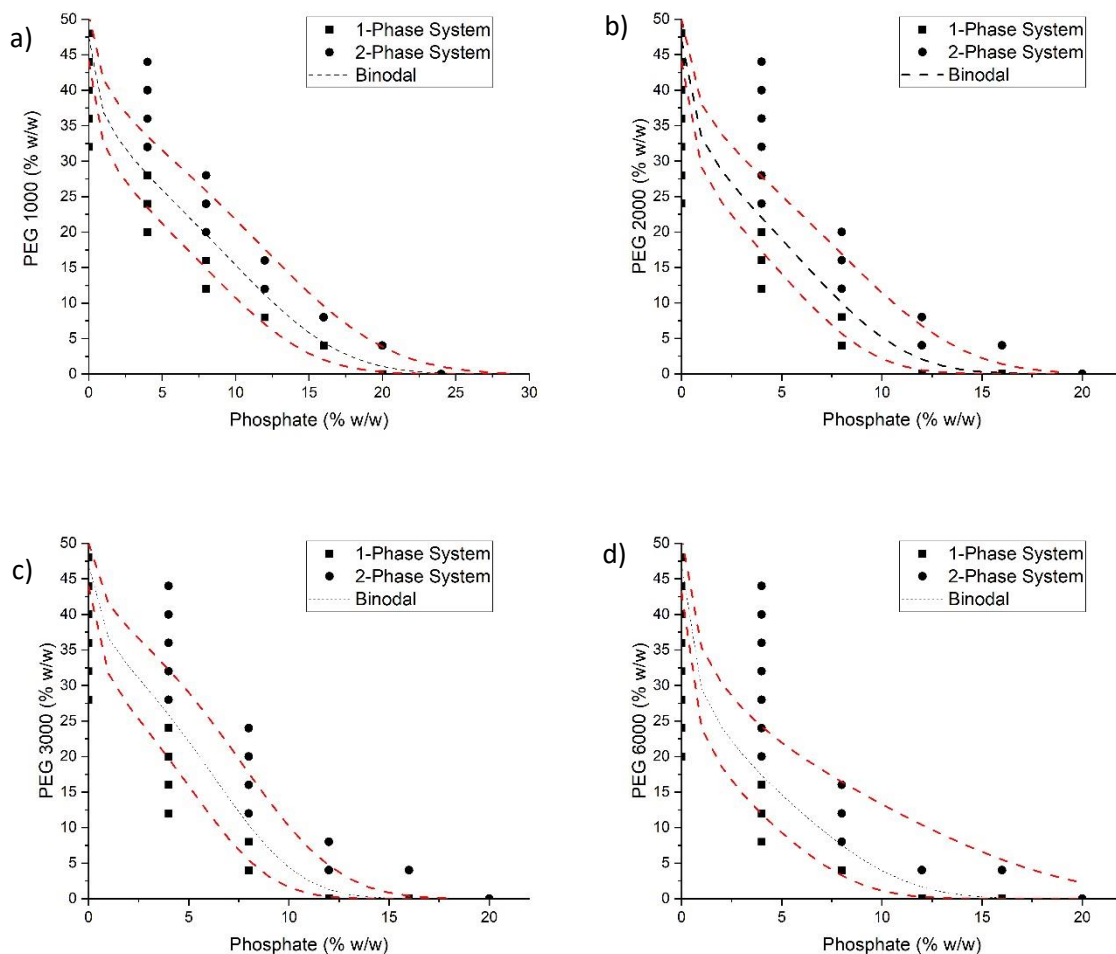 a)
1-Phase System
2-Phase System
Binodal
PEG 1000 (% w/w)
50
45
40
35
30
25
20
15
10
5
0
0 5 10 15 20 25 30
Phosphate (% w/w)
b)
1-Phase System
2-Phase System
Binodal
PEG 2000 (% w/w)
50
45
40
35
30
25
20
15
10
5
0
0 5 10 15 20
Phosphate (% w/w)
c)
1-Phase System
2-Phase System
Binodal
PEG 3000 (% w/w)
50
45
40
35
30
25
20
15
10
5
0
0 5 10 15 20
Phosphate (% w/w)
d)
1-Phase System
2-Phase System
Binodal
PEG 6000 (% w/w)
50
45
40
35
30
25
20
15
10
5
0
0 5 10 15 20
Phosphate (% w/w)